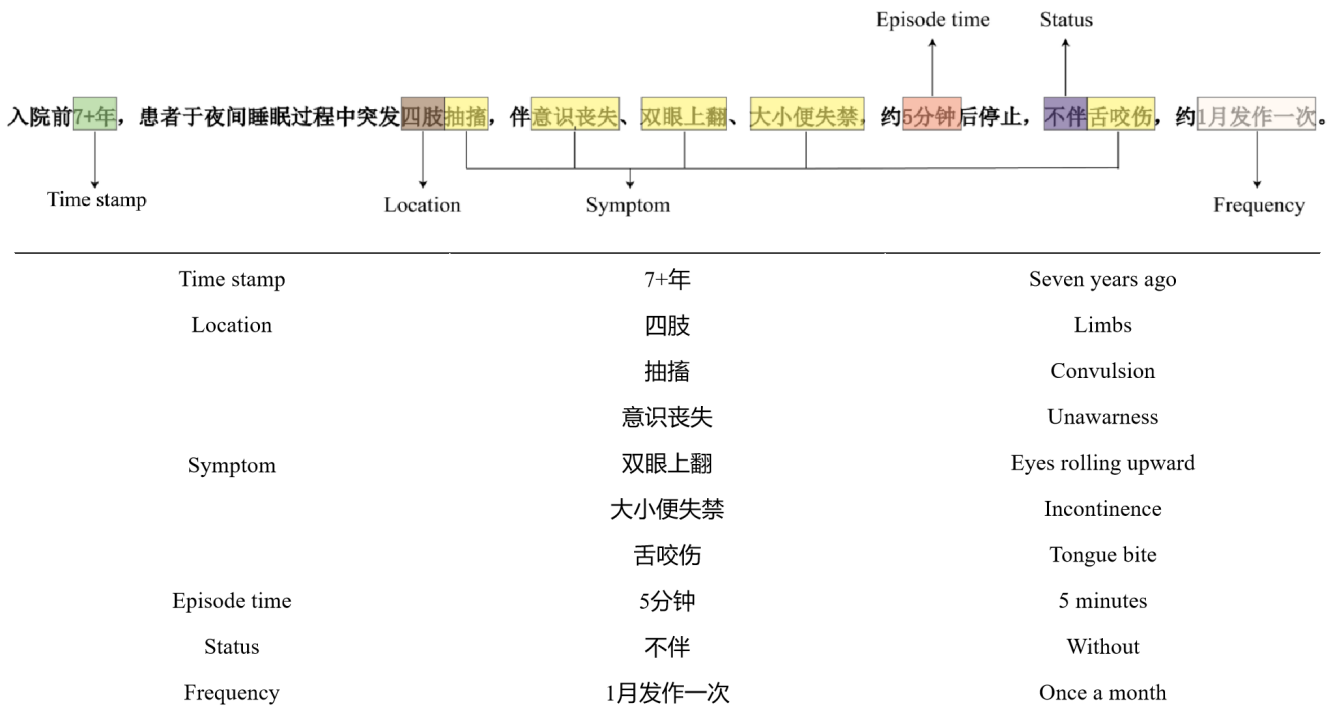 Episode time Status
入院前7+年，患者于夜间睡眠过程中突发四肢抽搐，伴意识丧失、双眼上翻、大小便失禁，约5分钟后停止，不伴舌咬伤，约1月发作一次。
Time stamp Location Symptom Frequency
Time stamp 7+年 Seven years ago
Location 四肢 Limbs
抽搐 Convulsion
意识丧失 Unawarness
Symptom 双眼上翻 Eyes rolling upward
大小便失禁 Incontinence
舌咬伤 Tongue bite
Episode time 5分钟 5 minutes
Status 不伴 Without
Frequency 1月发作一次 Once a month